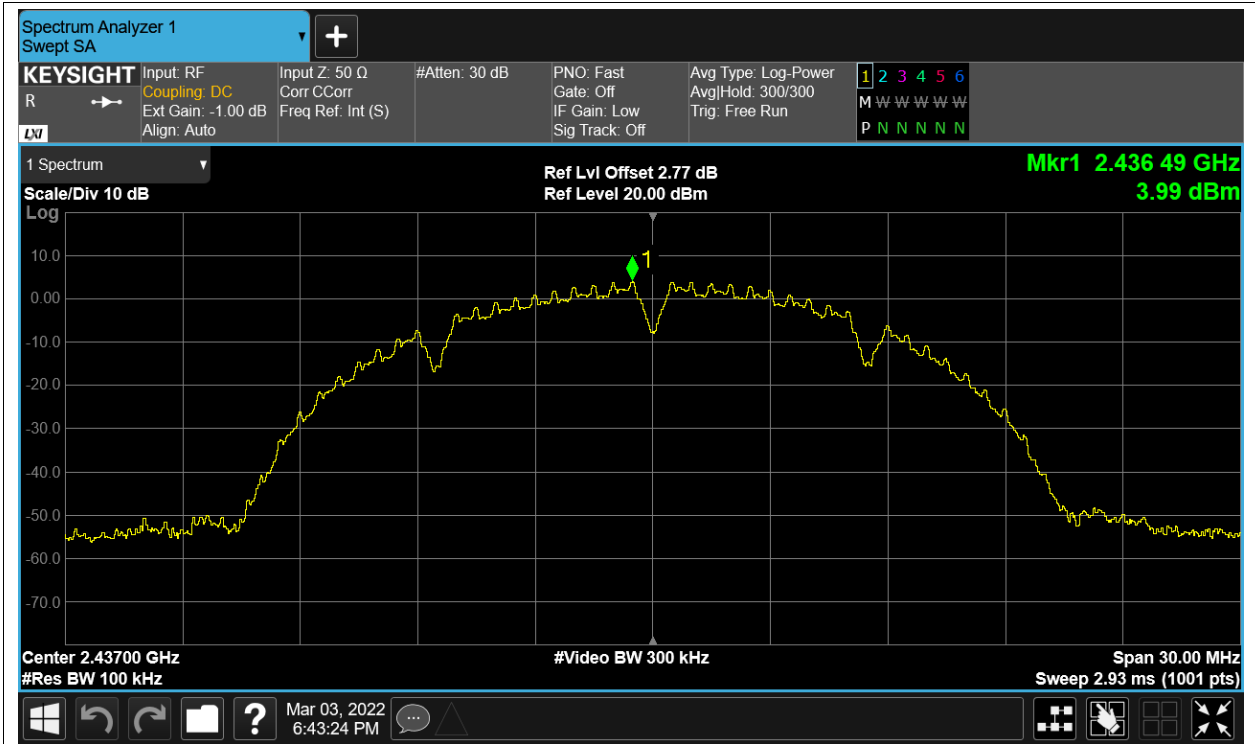 Spectrum Analyzer 1
Swept SA
+
KEYSIGHT
R
LXI
Input: RF
Coupling: DC
Ext Gain: -1.00 dB
Align: Auto
Input Z: 50 Ω
Corr CCorr
Freq Ref: Int (S)
#Atten: 30 dB
PNO: Fast
Gate: Off
IF Gain: Low
Sig Track: Off
Avg Type: Log-Power
Avg|Hold: 300/300
Trig: Free Run
1 2 3 4 5 6
M W W W W W
P N N N N N
1 Spectrum
Scale/Div 10 dB
Log
Ref Lvl Offset 2.77 dB
Ref Level 20.00 dBm
Mkr1 2.436 49 GHz
3.99 dBm
1
10.0
0.00
-10.0
-20.0
-30.0
-40.0
-50.0
-60.0
-70.0
Center 2.43700 GHz
#Res BW 100 kHz
#Video BW 300 kHz
Span 30.00 MHz
Sweep 2.93 ms (1001 pts)
?
Mar 03, 2022
6:43:24 PM